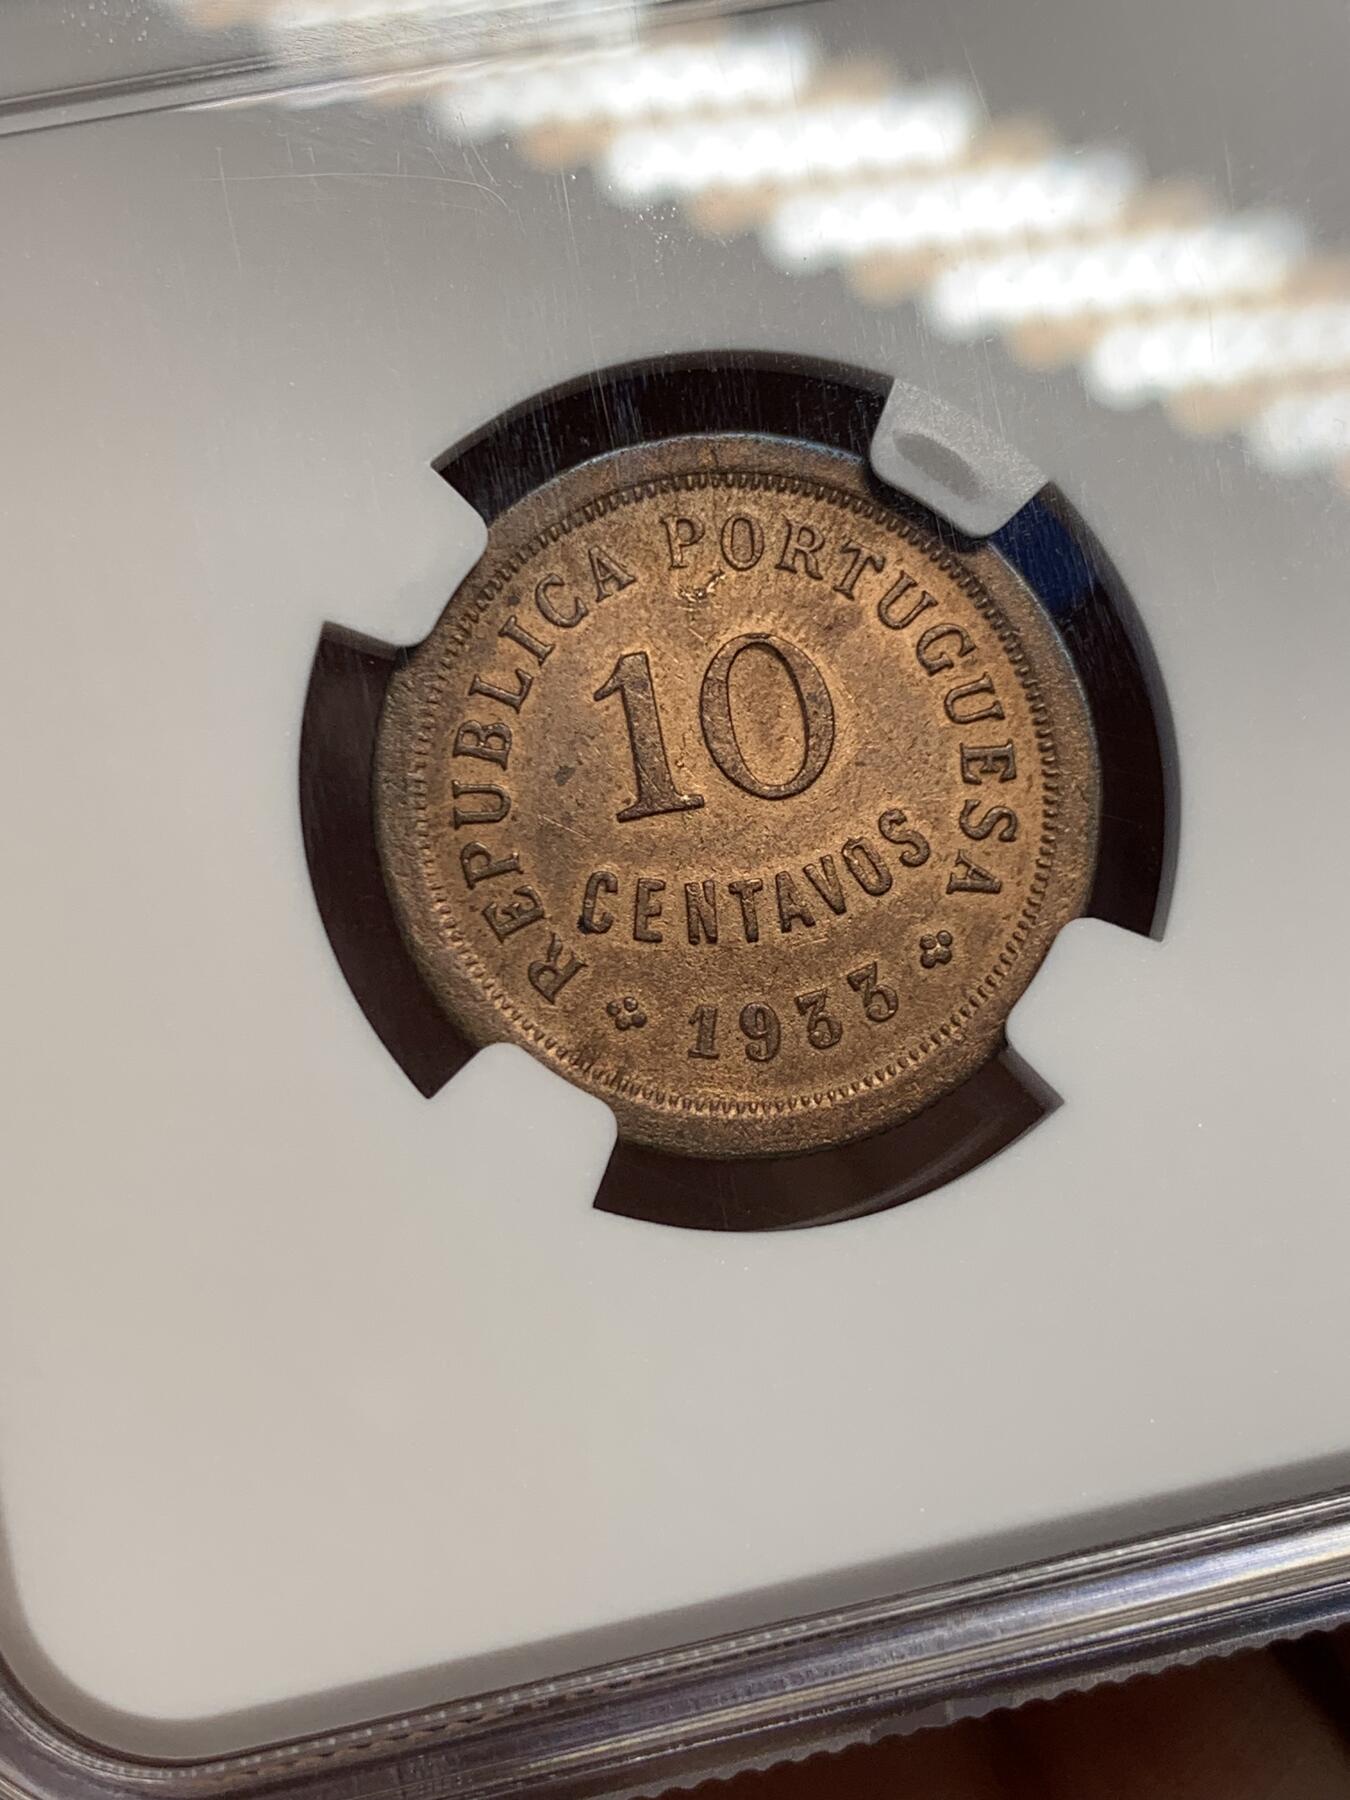 REPUBLICA PORTUGUESA
10
CENTAVOS
1933